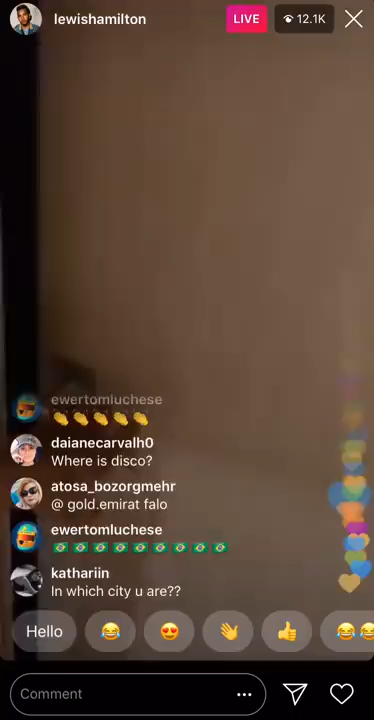 lewishamilton
LIVE
12.1K
ewertomluchese
👏👏👏👏👏
daianecarvalh0
Where is disco?
atosa_bozorgmehr
@ gold.emirat falo
ewertomluchese
🇧🇷🇧🇷🇧🇷🇧🇷🇧🇷🇧🇷🇧🇷🇧🇷🇧🇷
kathariin
In which city u are??
Hello 😂 😍 👋 👍 😂😂
Comment